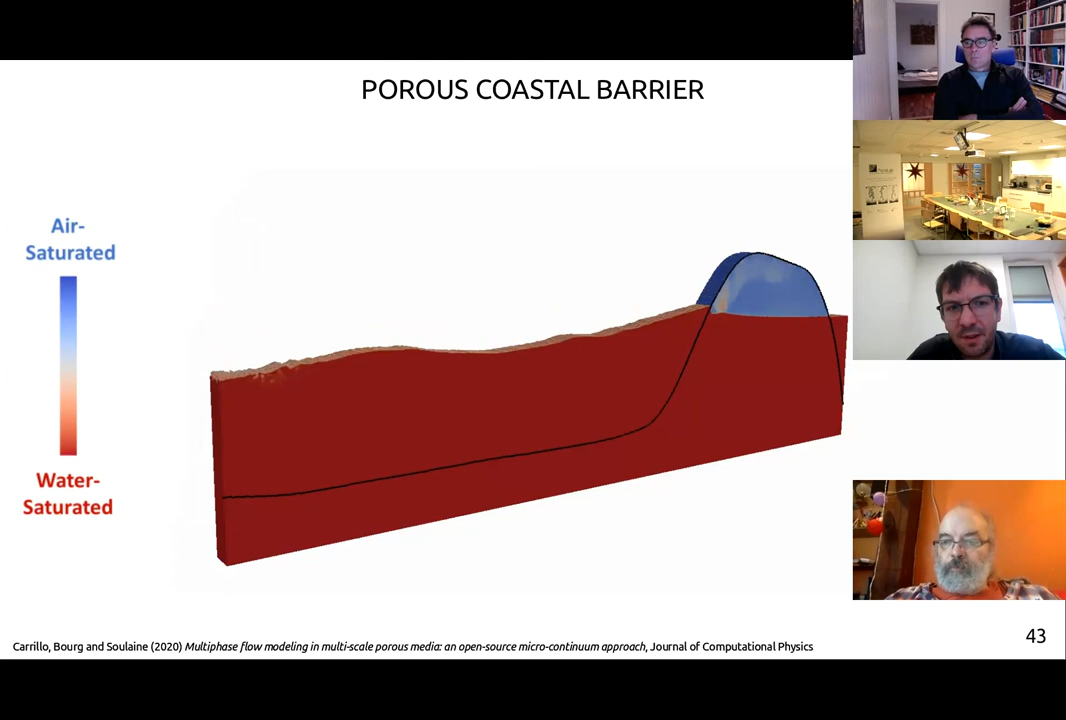 POROUS COASTAL BARRIER
Air-
Saturated
Water-
Saturated
43
Carrillo, Bourg and Soulaine (2020) Multiphase flow modeling in multi-scale porous media: an open-source micro-continuum approach, Journal of Computational Physics